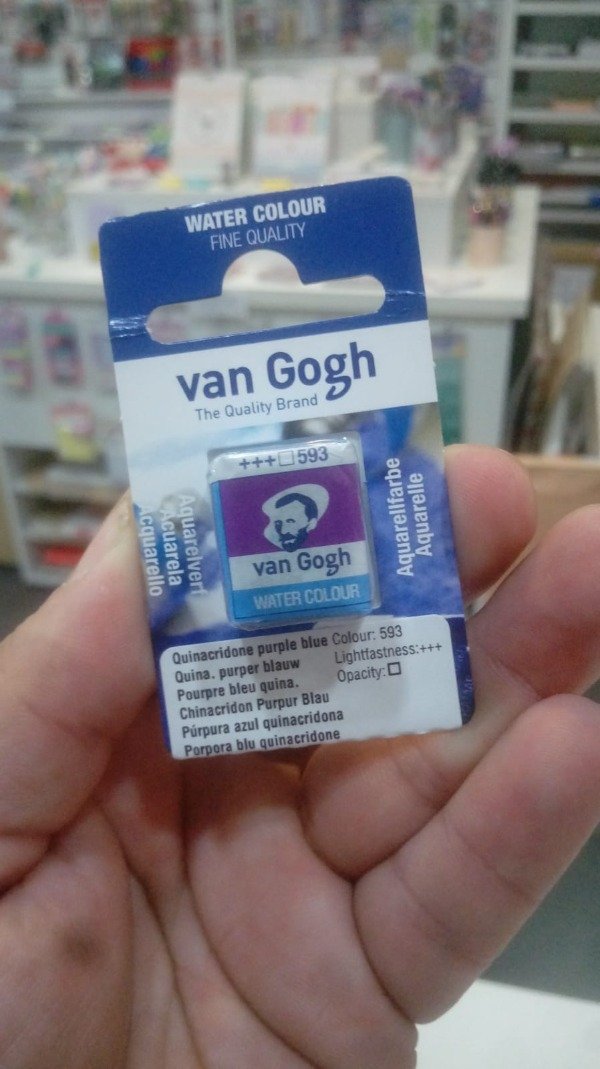 WATER COLOUR
FINE QUALITY
van Gogh
The Quality Brand
+++□593
van Gogh
WATER COLOUR
Aquarelverf
Acuarela
Acquarello
Aquarellfarbe
Aquarelle
Quinacridone purple blue
Quina. purper blauw
Pourpre bleu quina.
Chinacridon Purpur Blau
Púrpura azul quinacridona
Porpora blu quinacridone
Colour: 593
Lightfastness:+++
Opacity: □